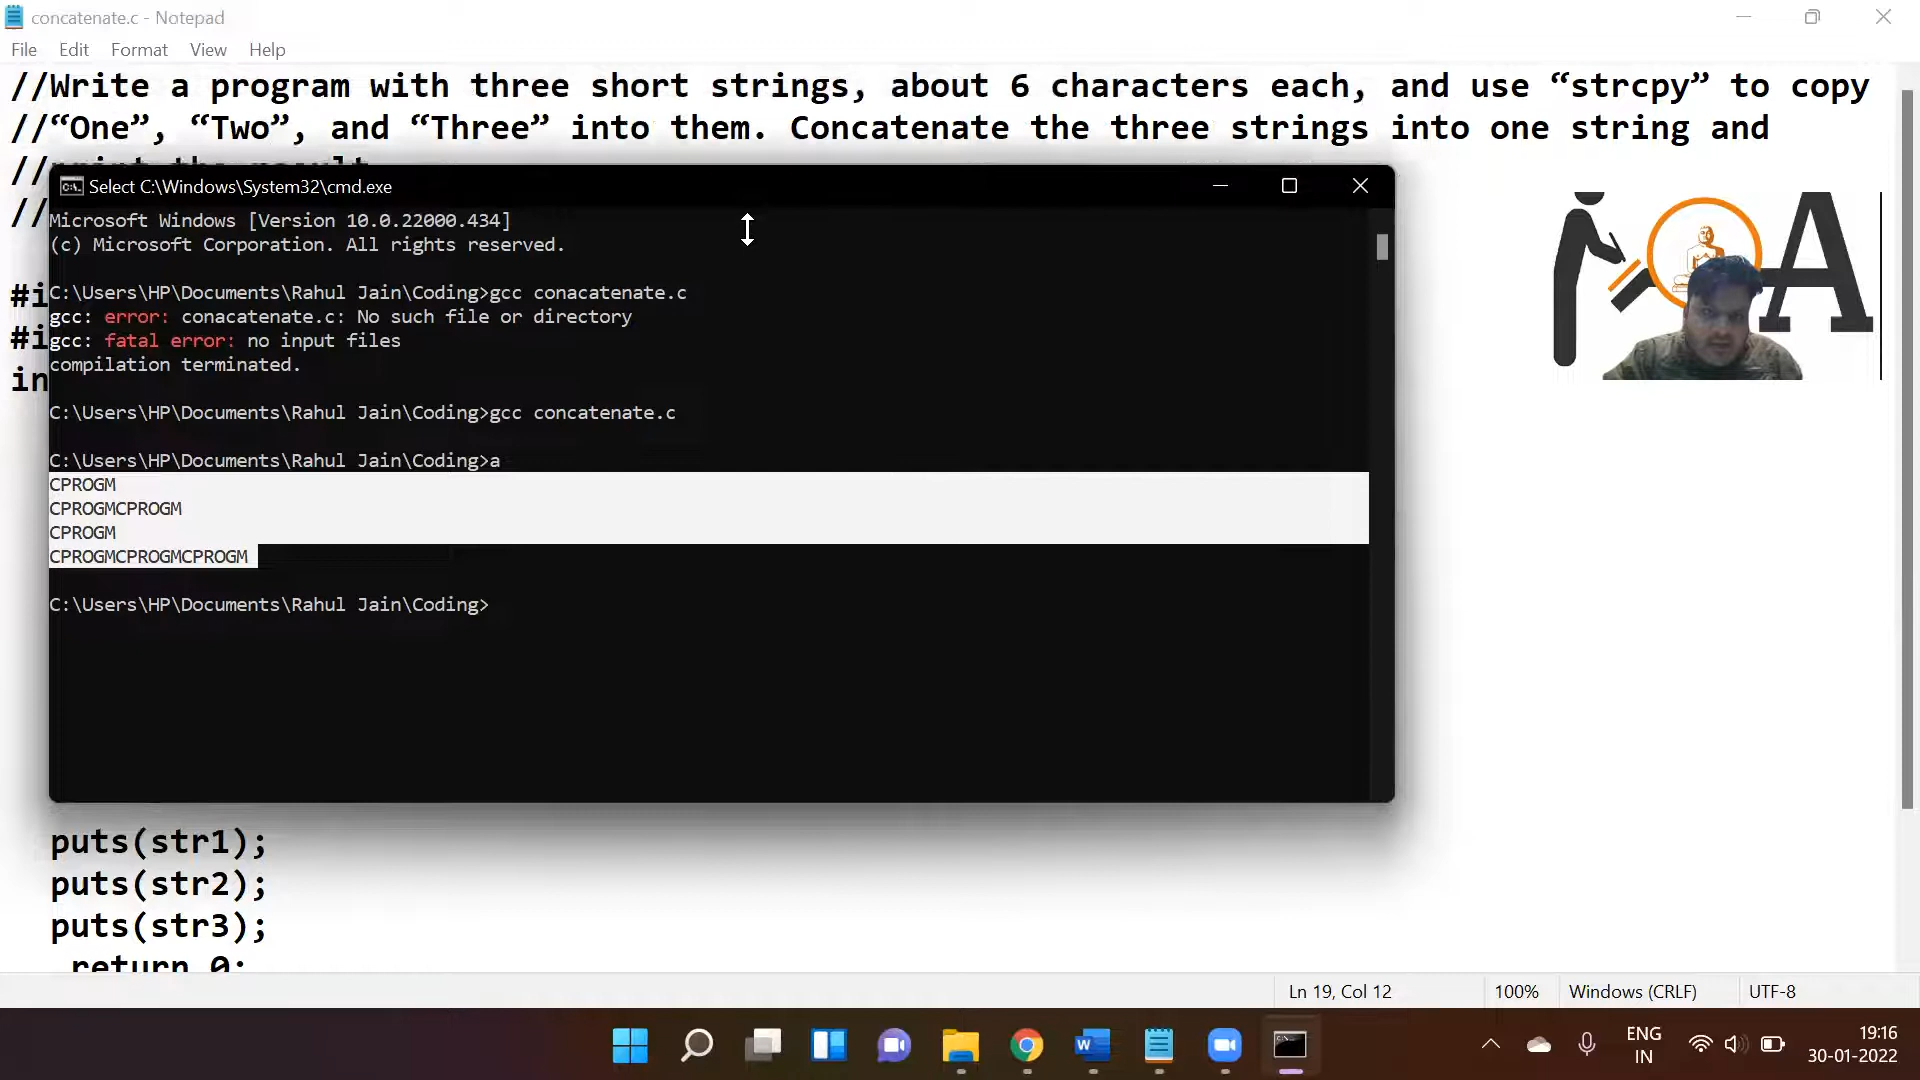 concatenate.c - Notepad
File Edit Format View Help
//Write a program with three short strings, about 6 characters each, and use “strcpy” to copy
//“One”, “Two”, and “Three” into them. Concatenate the three strings into one string and
//print the result
//
Select C:\Windows\System32\cmd.exe
Microsoft Windows [Version 10.0.22000.434]
(c) Microsoft Corporation. All rights reserved.
C:\Users\HP\Documents\Rahul Jain\Coding>gcc conacatenate.c
gcc: error: conacatenate.c: No such file or directory
gcc: fatal error: no input files
compilation terminated.
C:\Users\HP\Documents\Rahul Jain\Coding>gcc concatenate.c
C:\Users\HP\Documents\Rahul Jain\Coding>a
CPROGM
CPROGMCPROGM
CPROGM
CPROGMCPROGMCPROGM
C:\Users\HP\Documents\Rahul Jain\Coding>
#i
#i
in
A
puts(str1);
puts(str2);
puts(str3);
return 0;
Ln 19, Col 12 100% Windows (CRLF) UTF-8
ENG 19:16
IN 30-01-2022